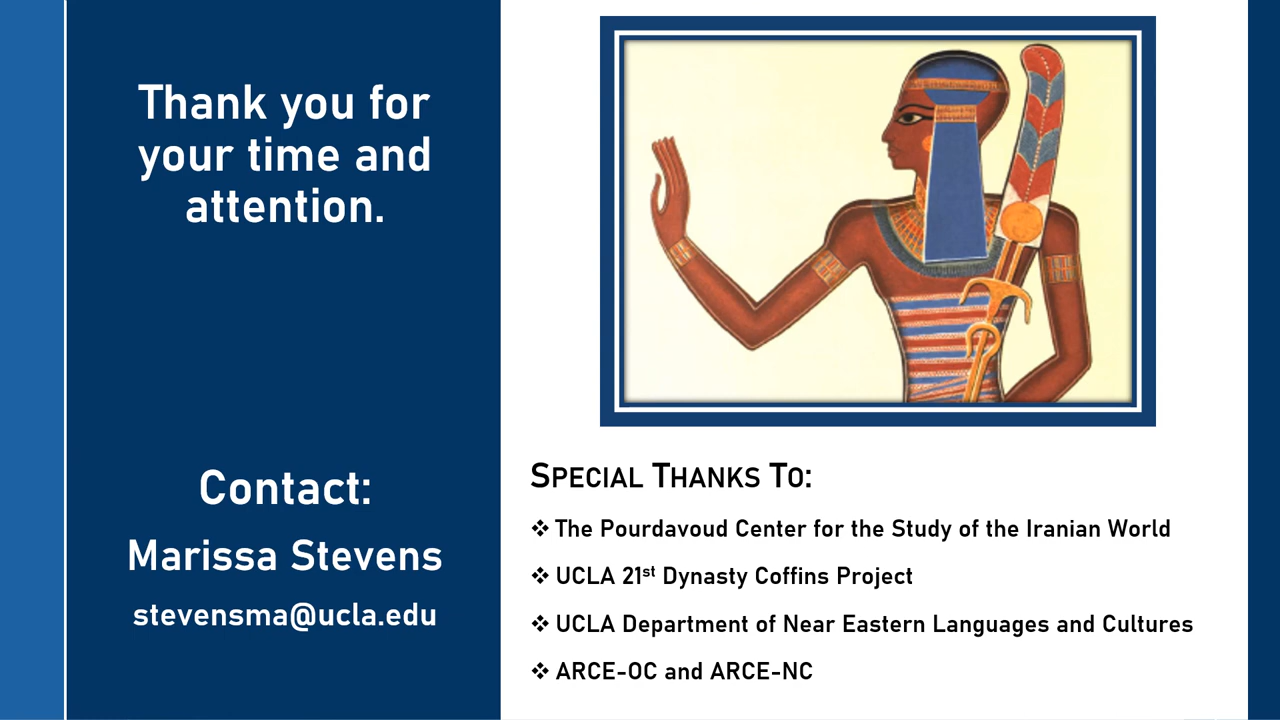 Thank you for
your time and
attention.
Contact:
Marissa Stevens
stevensma@ucla.edu
SPECIAL THANKS TO:
❖ The Pourdavoud Center for the Study of the Iranian World
❖ UCLA 21st Dynasty Coffins Project
❖ UCLA Department of Near Eastern Languages and Cultures
❖ ARCE-OC and ARCE-NC